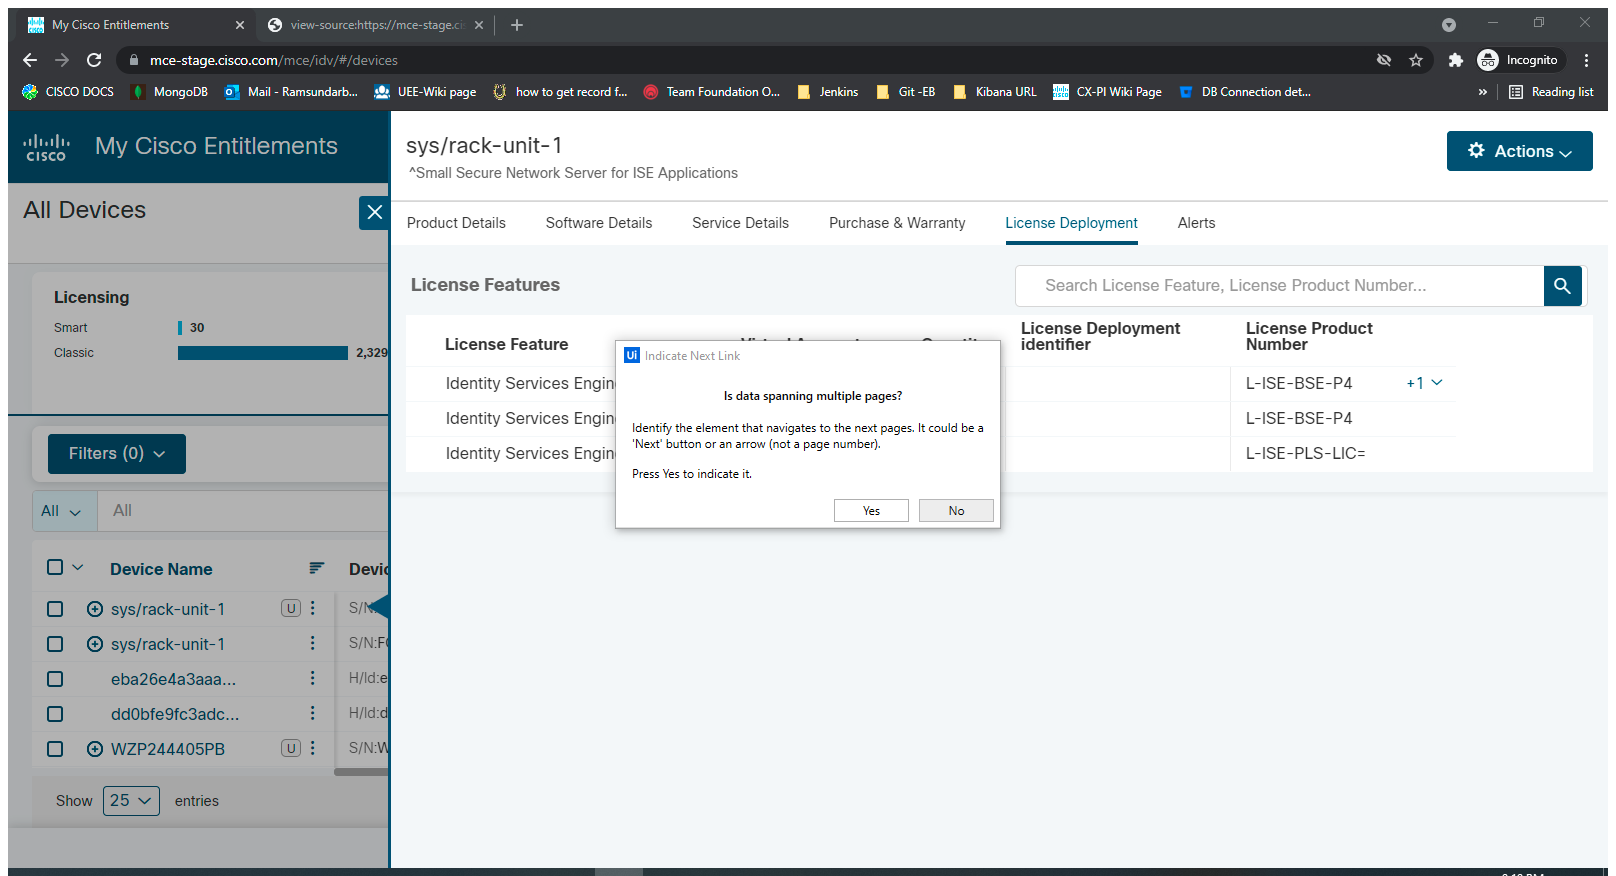 My Cisco Entitlements
view-source:https://mce-stage.cis
mce-stage.cisco.com/mce/idv/#/devices
Incognito
CISCO DOCS
MongoDB
Mail - Ramsundarb...
UEE-Wiki page
how to get record f...
Team Foundation O...
Jenkins
Git -EB
Kibana URL
CX-PI Wiki Page
DB Connection det...
»
Reading list
CISCO
My Cisco Entitlements
All Devices
Licensing
Smart
30
Classic
2,329
Filters (0)
All
All
Device Name
Devic
sys/rack-unit-1
U
S/N:
sys/rack-unit-1
S/N:FC
eba26e4a3aaa...
H/Id:e
dd0bfe9fc3adc...
H/Id:d
WZP244405PB
U
S/N:W
Show 25 entries
sys/rack-unit-1
^Small Secure Network Server for ISE Applications
Actions
Product Details
Software Details
Service Details
Purchase & Warranty
License Deployment
Alerts
License Features
Search License Feature, License Product Number...
License Feature
License Deployment
identifier
License Product
Number
Identity Services Engin
L-ISE-BSE-P4
+1
Identity Services Engin
L-ISE-BSE-P4
Identity Services Engin
L-ISE-PLS-LIC=
Ui
Indicate Next Link
Is data spanning multiple pages?
Identify the element that navigates to the next pages. It could be a
'Next' button or an arrow (not a page number).
Press Yes to indicate it.
Yes
No